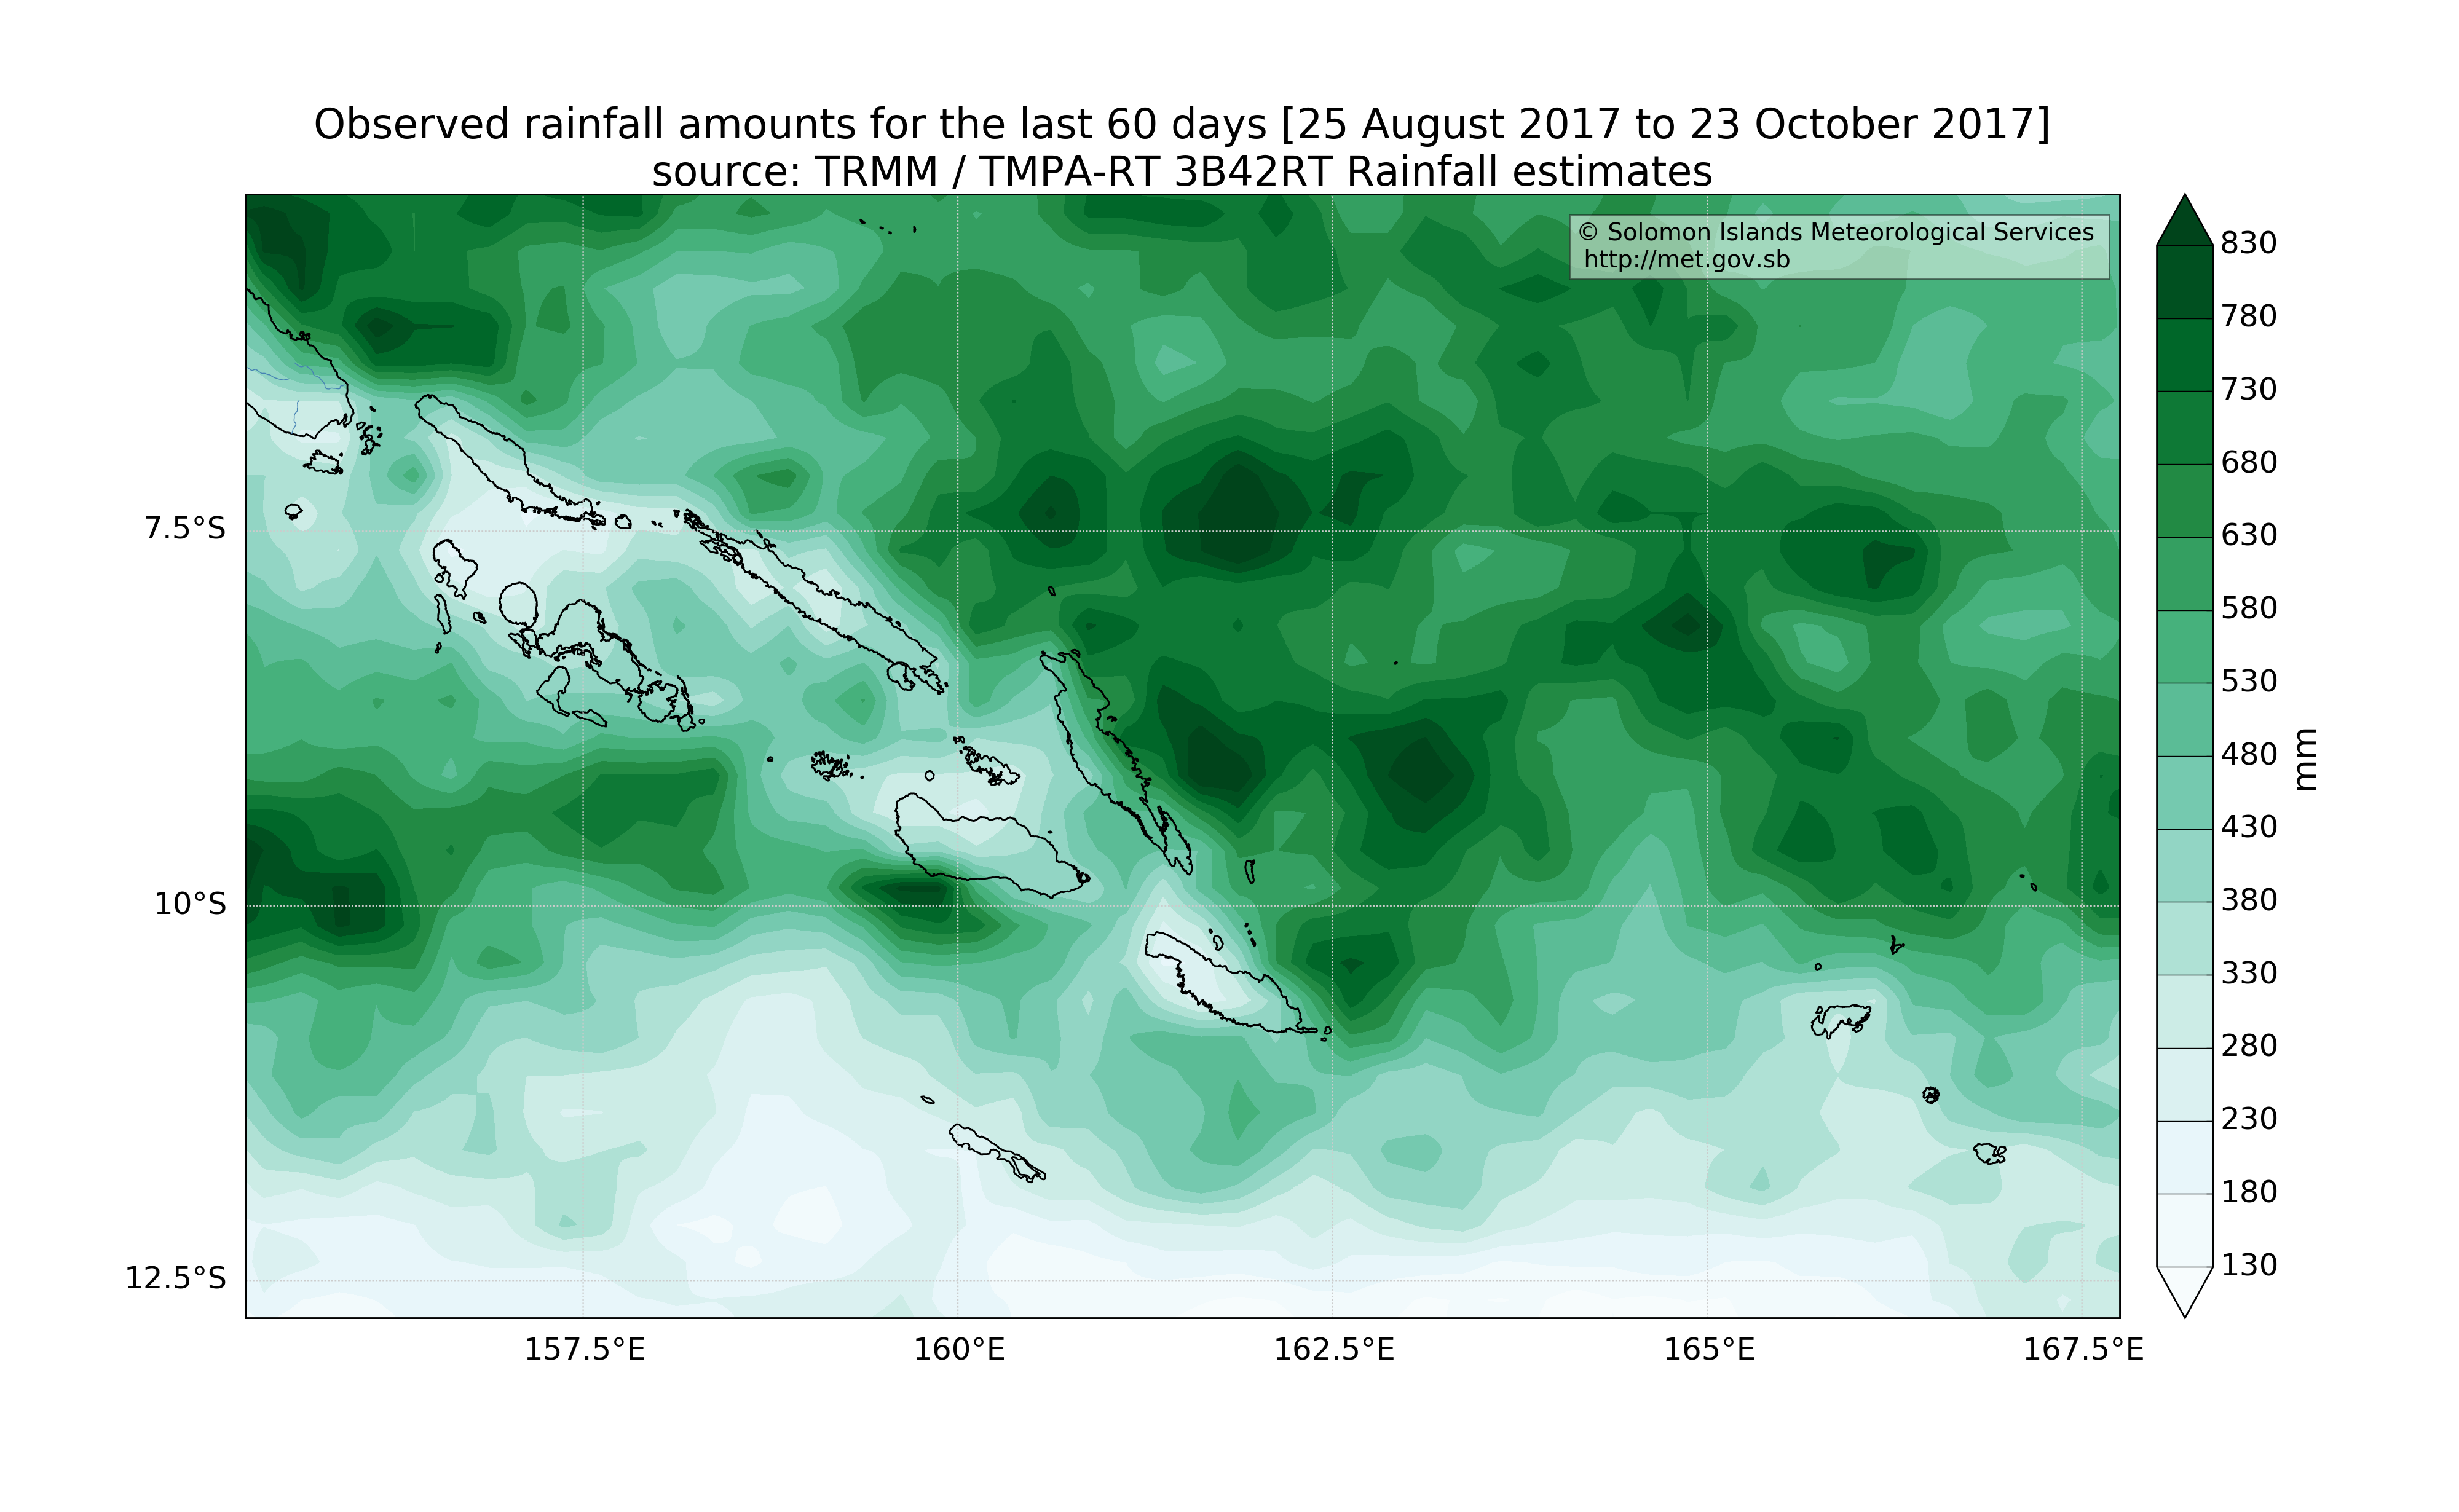 Observed rainfall amounts for the last 60 days [25 August 2017 to 23 October 2017]
source: TRMM / TMPA-RT 3B42RT Rainfall estimates
© Solomon Islands Meteorological Services
http://met.gov.sb
7.5°S
10°S
12.5°S
157.5°E
160°E
162.5°E
165°E
167.5°E
830
780
730
680
630
580
530
480
430
380
330
280
230
180
130
mm